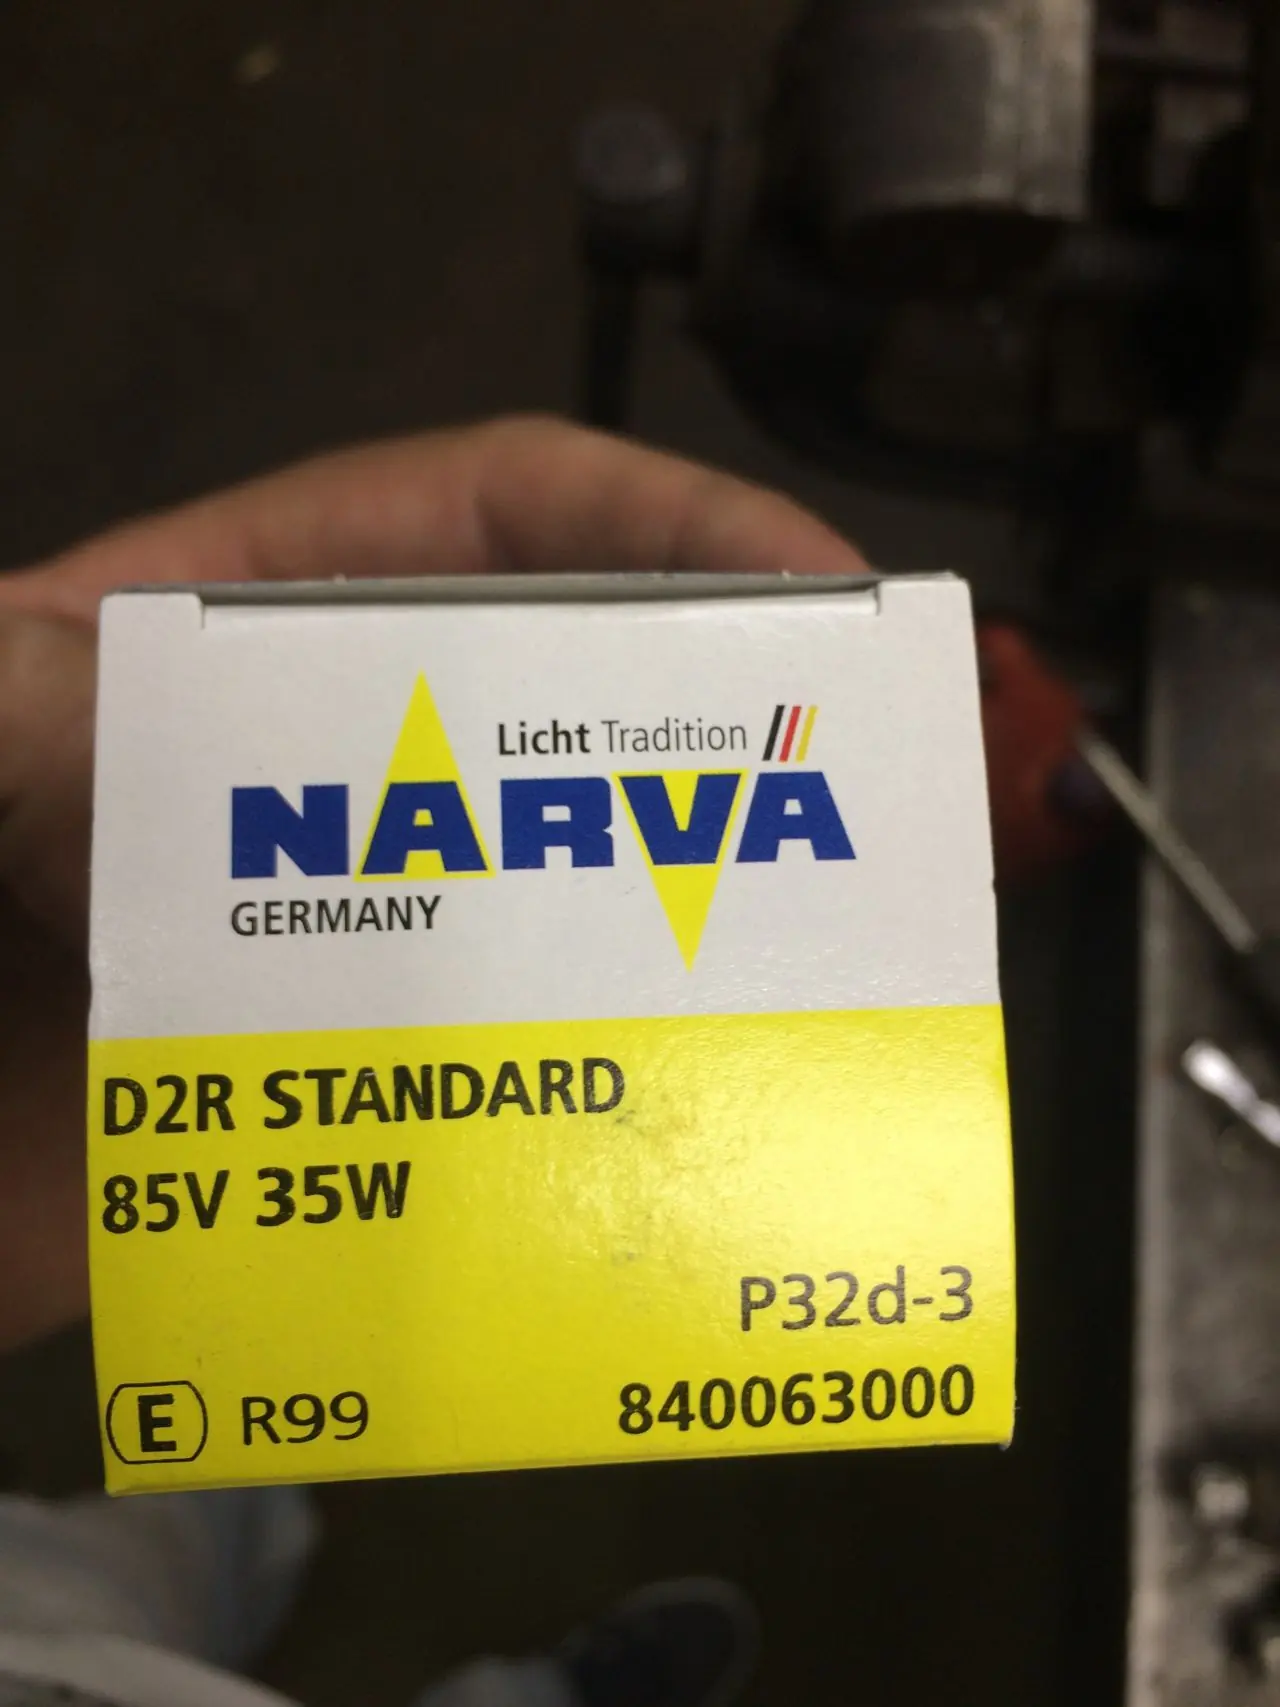 Licht Tradition
NARVA
GERMANY
D2R STANDARD
85V 35W
P32d-3
E R99 840063000